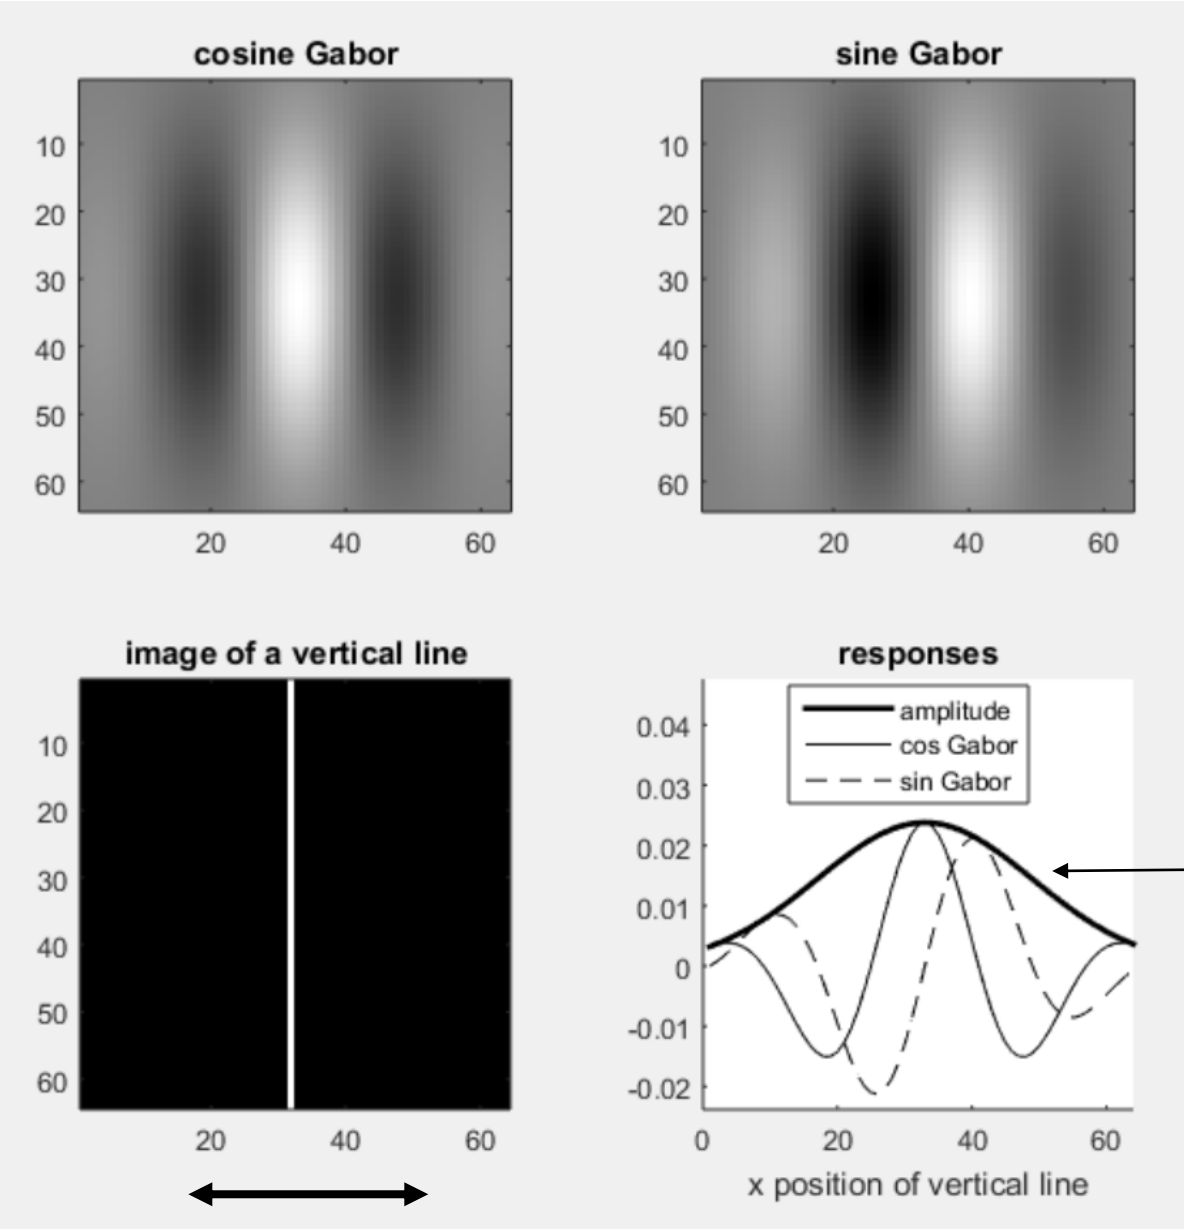 cosine Gabor
10
20
30
40
50
60
20 40 60
sine Gabor
10
20
30
40
50
60
20 40 60
image of a vertical line
10
20
30
40
50
60
20 40 60
responses
amplitude
cos Gabor
sin Gabor
0.04
0.03
0.02
0.01
0
-0.01
-0.02
0 20 40 60
x position of vertical line